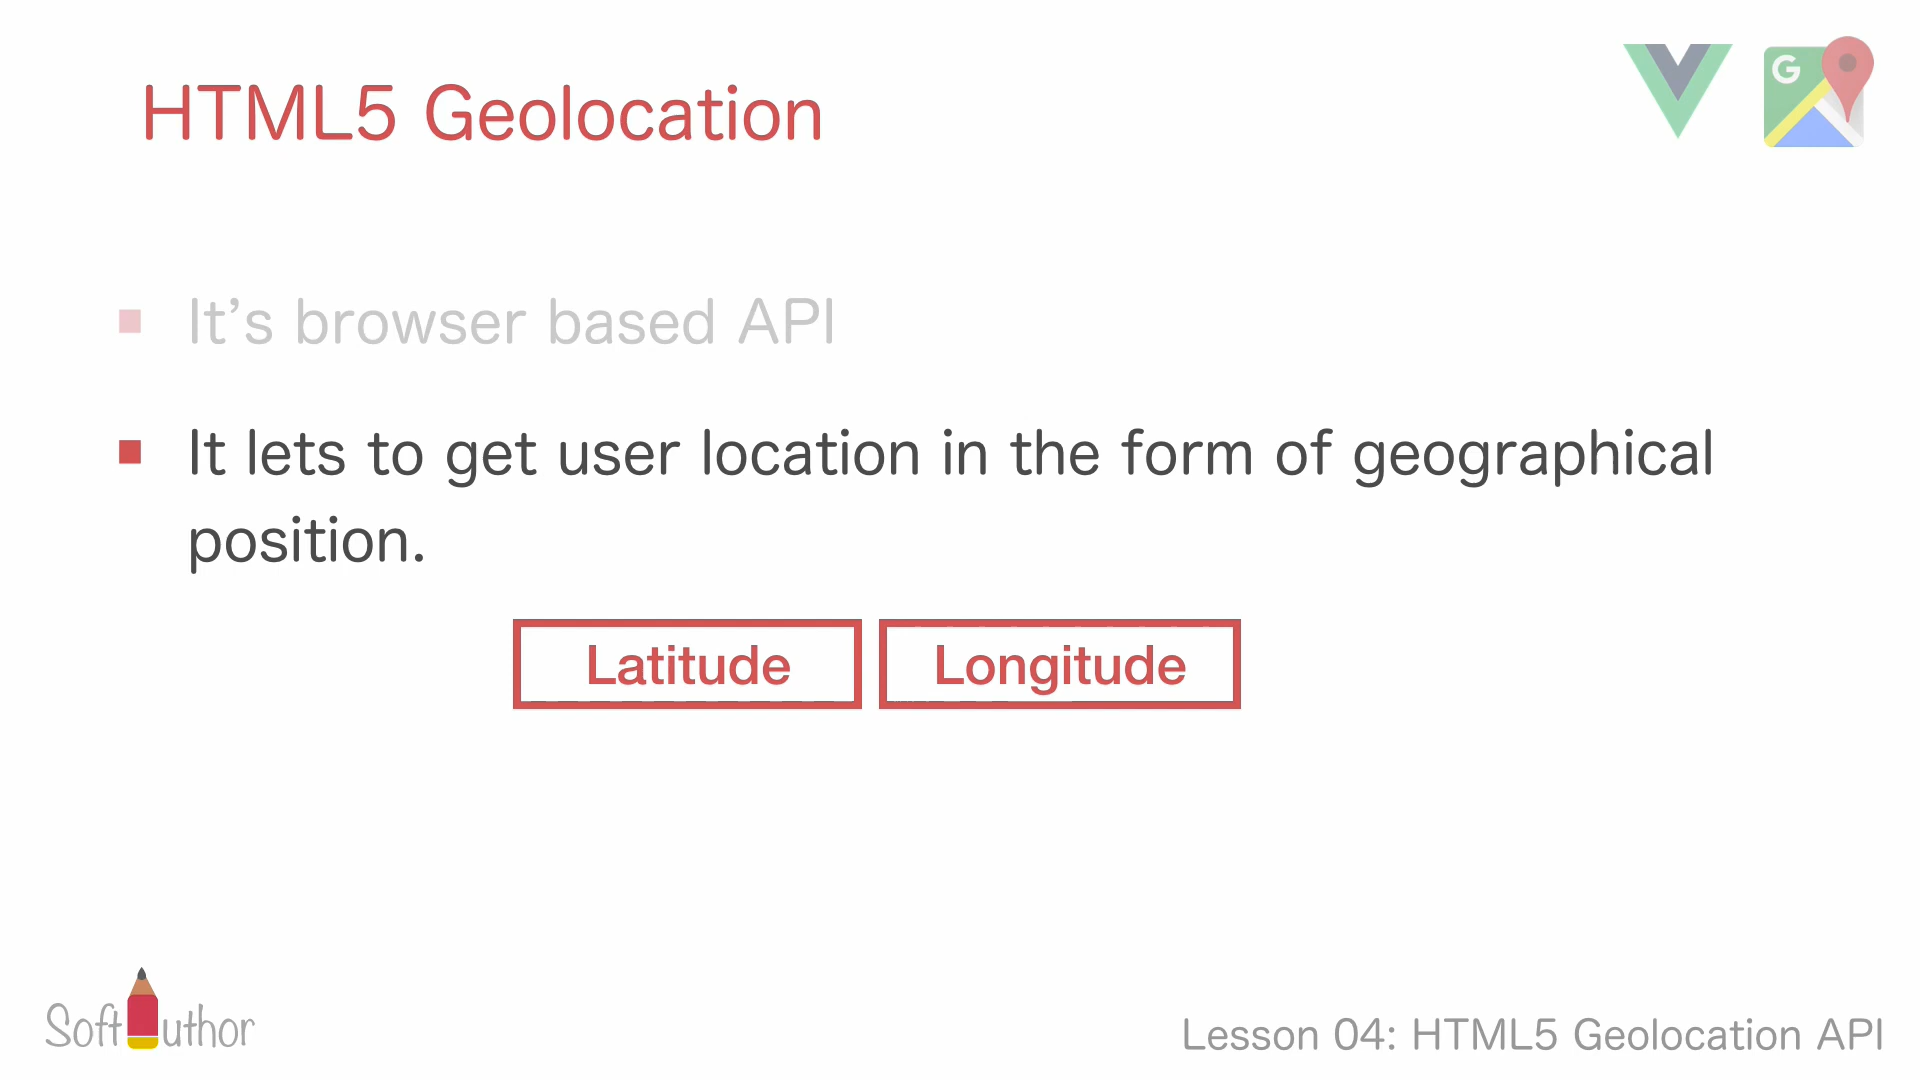 HTML5 Geolocation
G
It’s browser based API
It lets to get user location in the form of geographical
position.
Latitude
Longitude
Soft uthor
Lesson 04: HTML5 Geolocation API